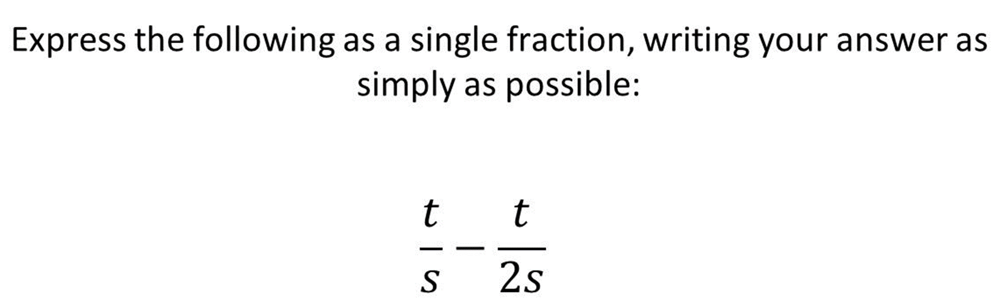 Express the following as a single fraction, writing your answer as
simply as possible:
t/s − t/2s